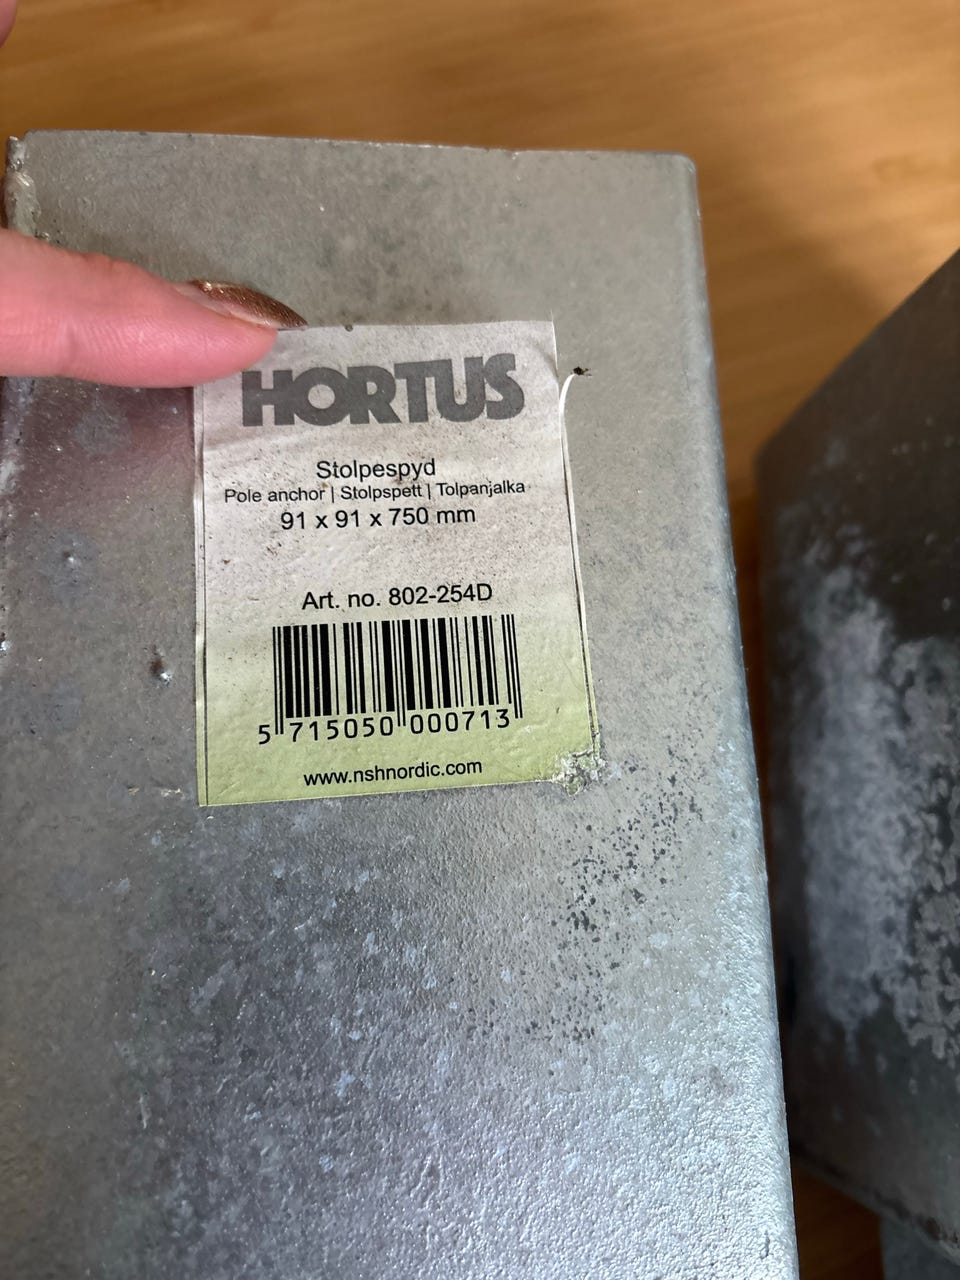 HORTUS
Stolpespyd
Pole anchor | Stolpspett | Tolpanjalka
91 x 91 x 750 mm
Art. no. 802-254D
5 715050 000713
www.nshnordic.com